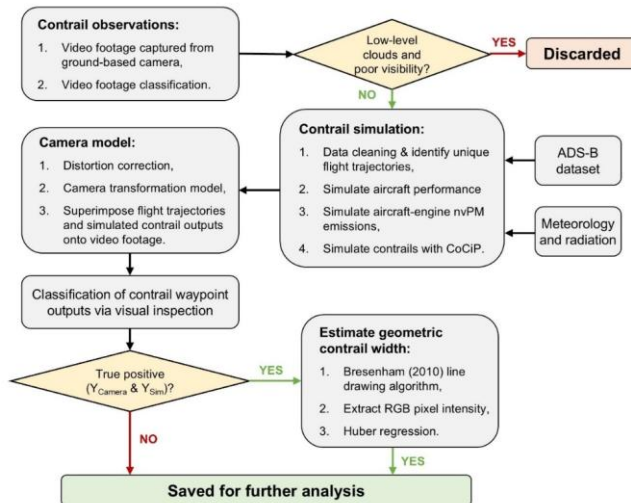 Contrail observations:
1. Video footage captured from
ground-based camera,
2. Video footage classification.
Low-level
clouds and
poor visibility?
YES
Discarded
NO
Camera model:
1. Distortion correction,
2. Camera transformation model,
3. Superimpose flight trajectories
and simulated contrail outputs
onto video footage.
Contrail simulation:
1. Data cleaning & identify unique
flight trajectories,
2. Simulate aircraft performance
3. Simulate aircraft-engine nvPM
emissions,
4. Simulate contrails with CoCiP.
ADS-B
dataset
Meteorology
and radiation
Classification of contrail waypoint
outputs via visual inspection
True positive
(YCamera & YSim)?
YES
Estimate geometric
contrail width:
1. Bresenham (2010) line
drawing algorithm,
2. Extract RGB pixel intensity,
3. Huber regression.
NO
YES
Saved for further analysis